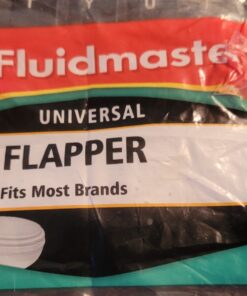 Fluidmaste
UNIVERSAL
FLAPPER
Fits Most Brands